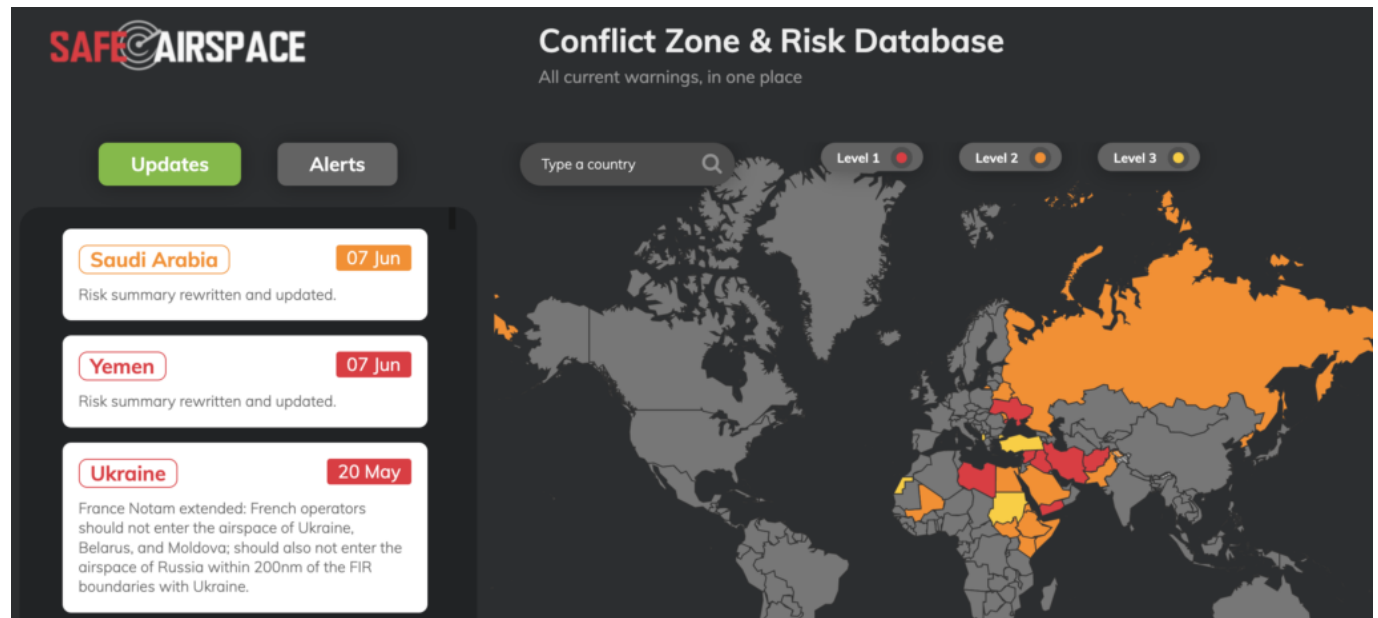 SAFE AIRSPACE
Conflict Zone & Risk Database
All current warnings, in one place
Updates
Alerts
Type a country
Level 1
Level 2
Level 3
Saudi Arabia
07 Jun
Risk summary rewritten and updated.
Yemen
07 Jun
Risk summary rewritten and updated.
Ukraine
20 May
France Notam extended: French operators
should not enter the airspace of Ukraine,
Belarus, and Moldova; should also not enter the
airspace of Russia within 200nm of the FIR
boundaries with Ukraine.